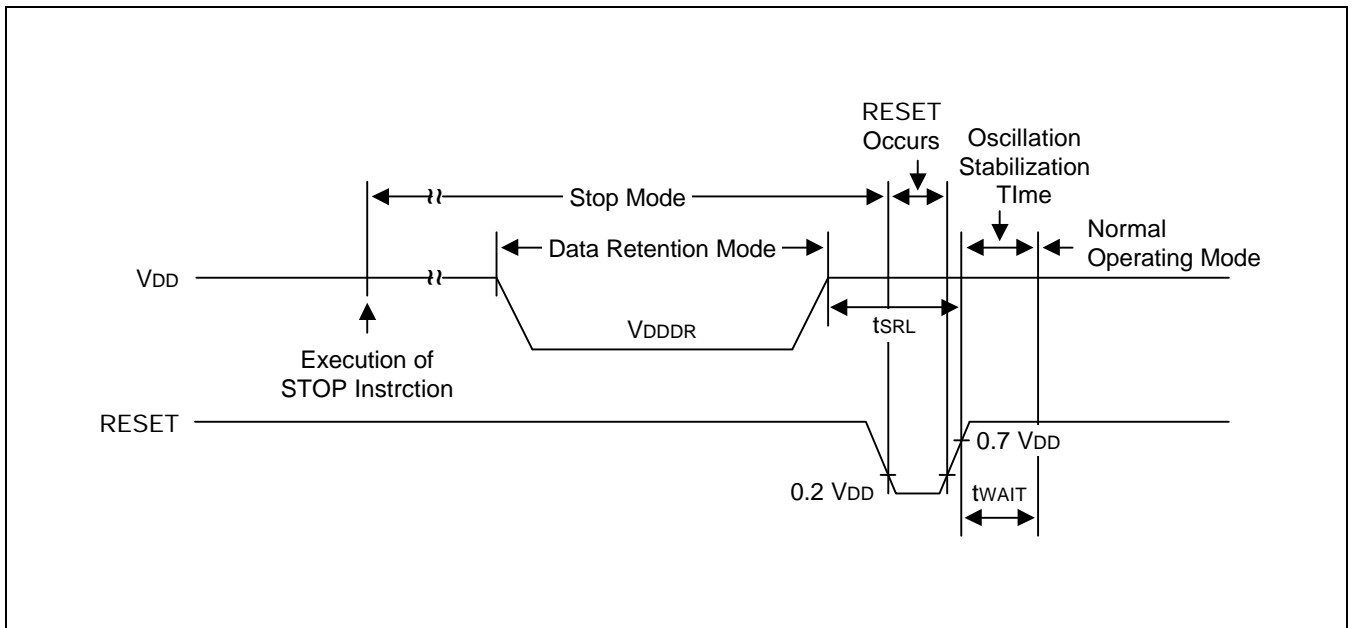 RESET
Occurs
Oscillation
Stabilization
TIme
Stop Mode
Normal
Operating Mode
Data Retention Mode
VDD
tSRL
VDDDR
Execution of
STOP Instrction
RESET
0.7 VDD
0.2 VDD
tWAIT